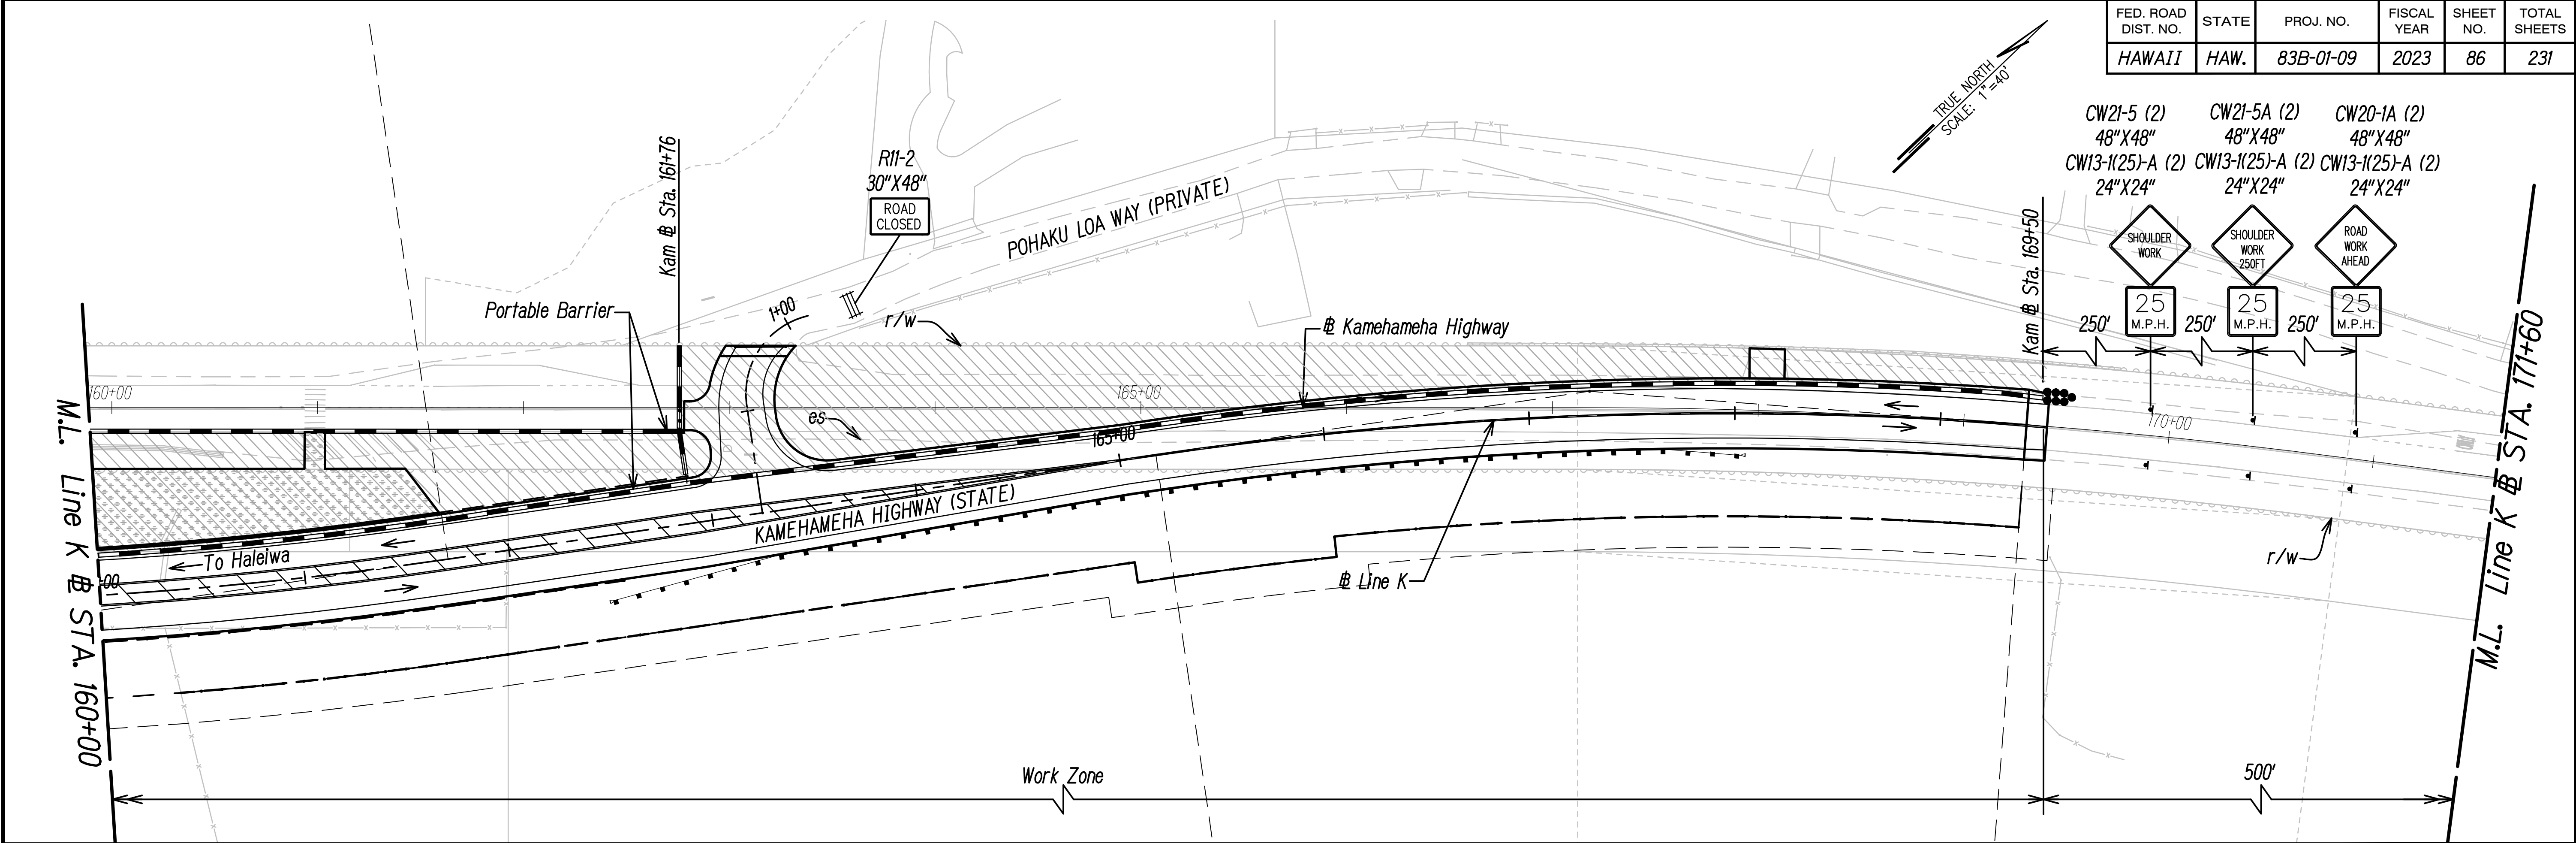 FED. ROAD DIST. NO.
STATE
PROJ. NO.
FISCAL YEAR
SHEET NO.
TOTAL SHEETS
HAWAII
HAW.
83B-01-09
2023
86
231
TRUE NORTH
SCALE: 1"=40'
CW21-5 (2)
48"X48"
CW13-1(25)-A (2)
24"X24"
CW21-5A (2)
48"X48"
CW13-1(25)-A (2)
24"X24"
CW20-1A (2)
48"X48"
CW13-1(25)-A (2)
24"X24"
SHOULDER
WORK
25
M.P.H.
SHOULDER
WORK
250FT
25
M.P.H.
ROAD
WORK
AHEAD
25
M.P.H.
250'
250'
250'
Kam ℄ Sta. 161+76
R11-2
30"X48"
ROAD
CLOSED
POHAKU LOA WAY (PRIVATE)
Kam ℄ Sta. 169+50
Portable Barrier
1+00
r/w
℄ Kamehameha Highway
160+00
165+00
170+00
es
165+00
KAMEHAMEHA HIGHWAY (STATE)
To Haleiwa
+00
℄ Line K
r/w
M.L. Line K ℄ STA. 160+00
M.L. Line K ℄ STA. 171+60
Work Zone
500'